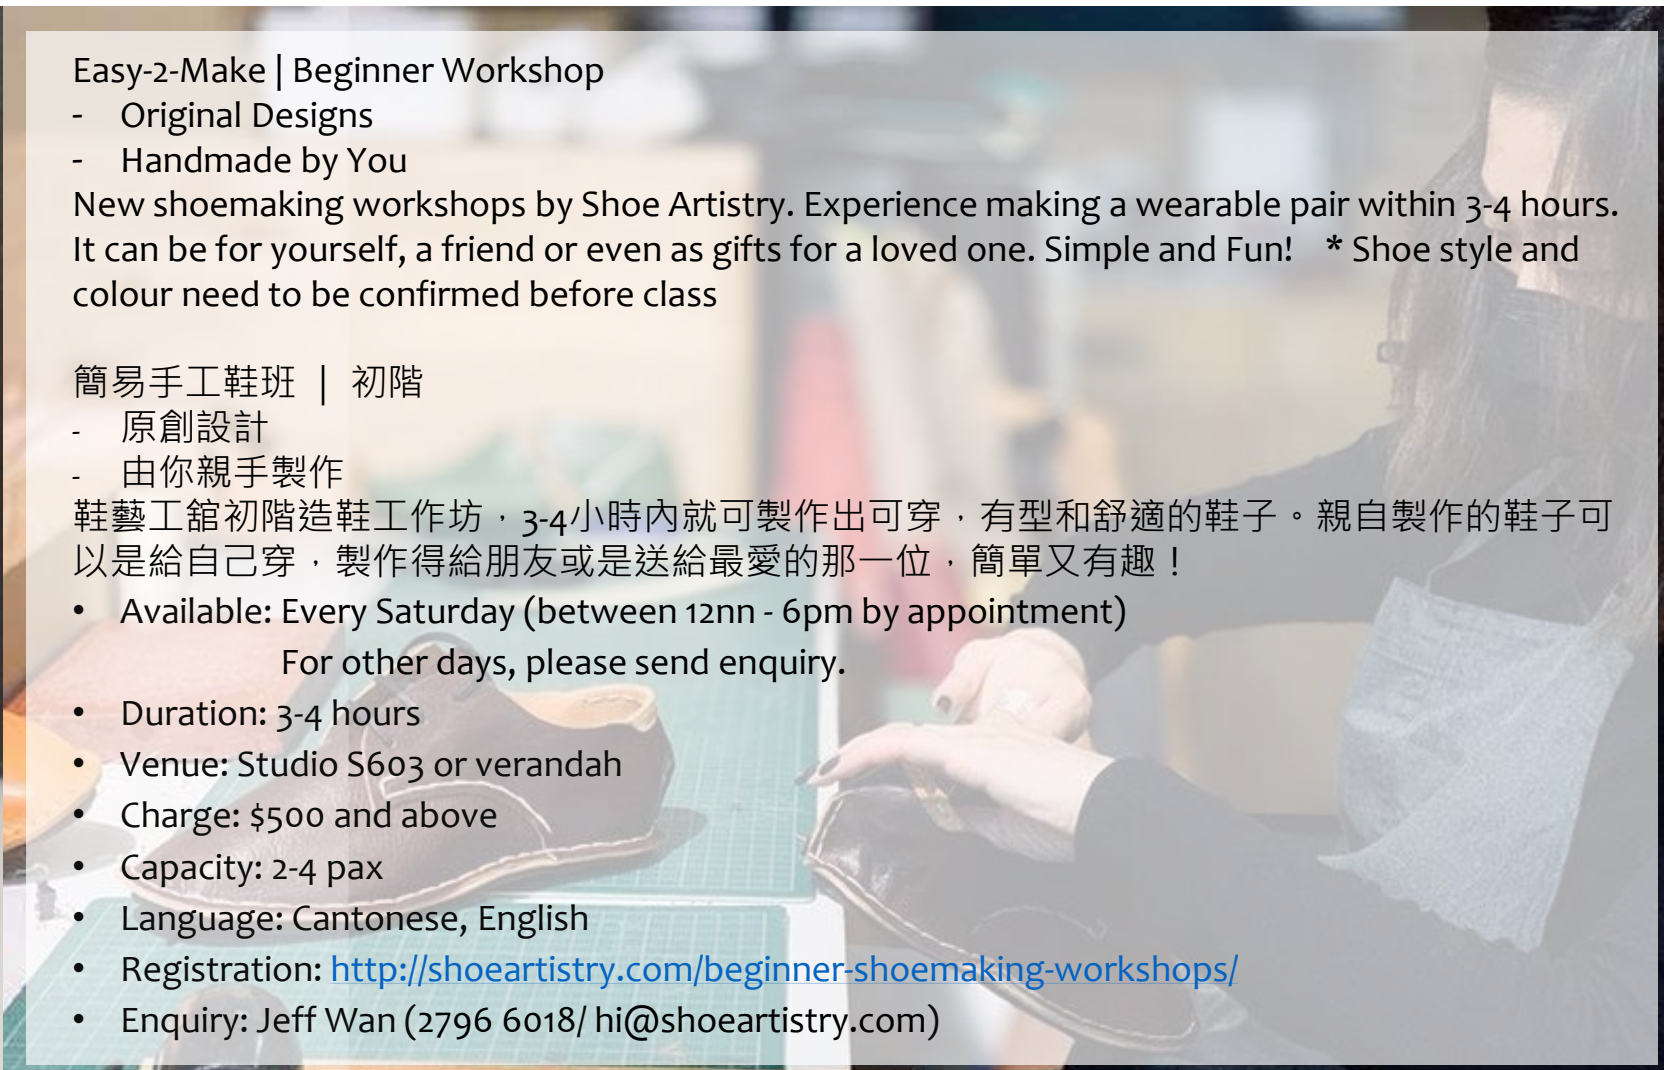 Easy-2-Make | Beginner Workshop
- Original Designs
- Handmade by You
New shoemaking workshops by Shoe Artistry. Experience making a wearable pair within 3-4 hours.
It can be for yourself, a friend or even as gifts for a loved one. Simple and Fun! * Shoe style and
colour need to be confirmed before class
簡易手工鞋班 | 初階
- 原創設計
- 由你親手製作
鞋藝工舘初階造鞋工作坊，3-4小時內就可製作出可穿，有型和舒適的鞋子。親自製作的鞋子可
以是給自己穿，製作得給朋友或是送給最愛的那一位，簡單又有趣！
• Available: Every Saturday (between 12nn - 6pm by appointment)
For other days, please send enquiry.
• Duration: 3-4 hours
• Venue: Studio S603 or verandah
• Charge: $500 and above
• Capacity: 2-4 pax
• Language: Cantonese, English
• Registration: http://shoeartistry.com/beginner-shoemaking-workshops/
• Enquiry: Jeff Wan (2796 6018/ hi@shoeartistry.com)